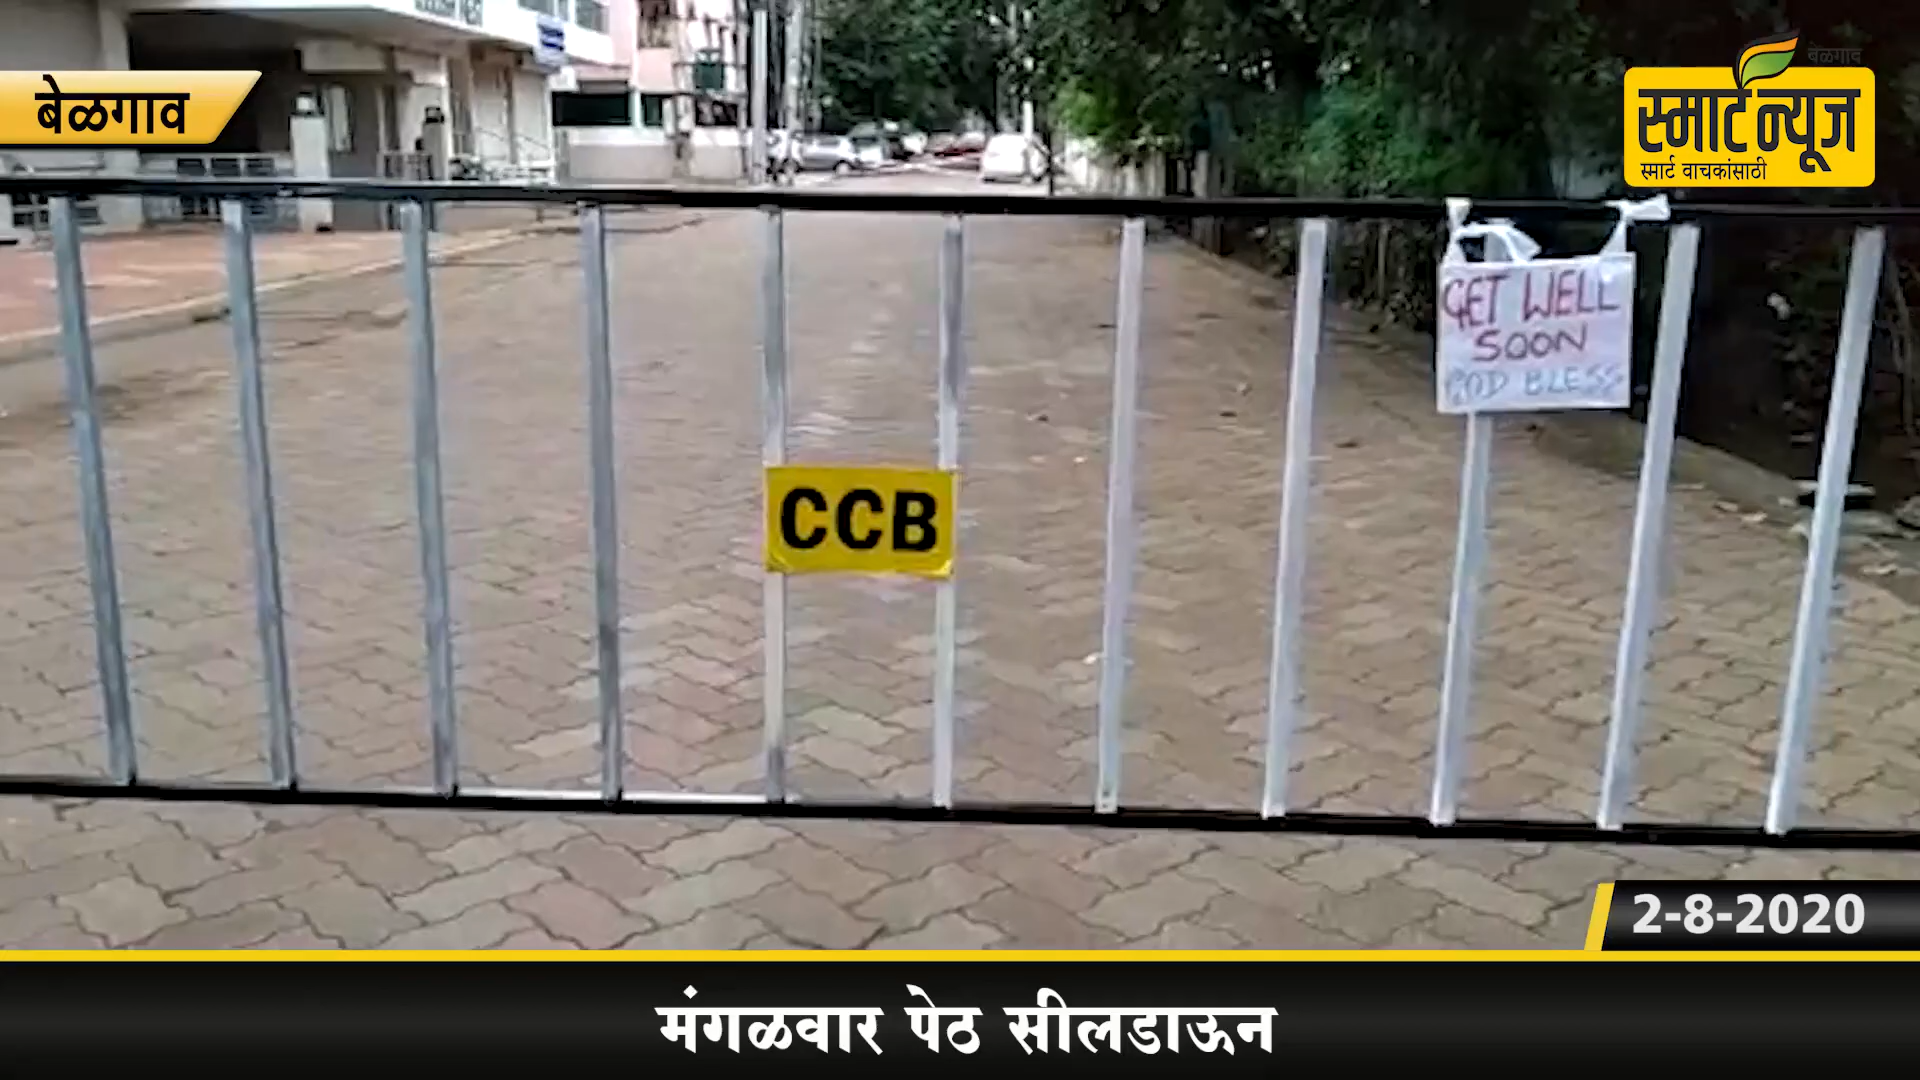 बेळगाव
बेळगाव
स्मार्ट न्यूज
स्मार्ट वाचकांसाठी
GET WELL
SOON
GOD BLESS
CCB
2-8-2020
मंगळवार पेठ सीलडाऊन